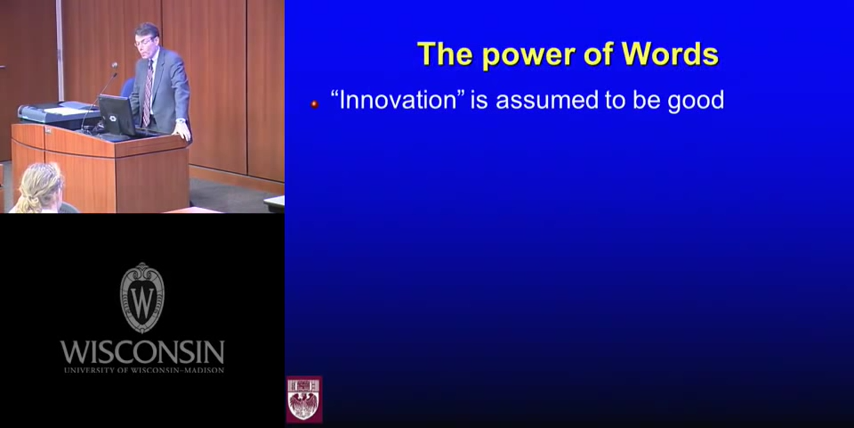 The power of Words
“Innovation” is assumed to be good
W
WISCONSIN
UNIVERSITY OF WISCONSIN–MADISON